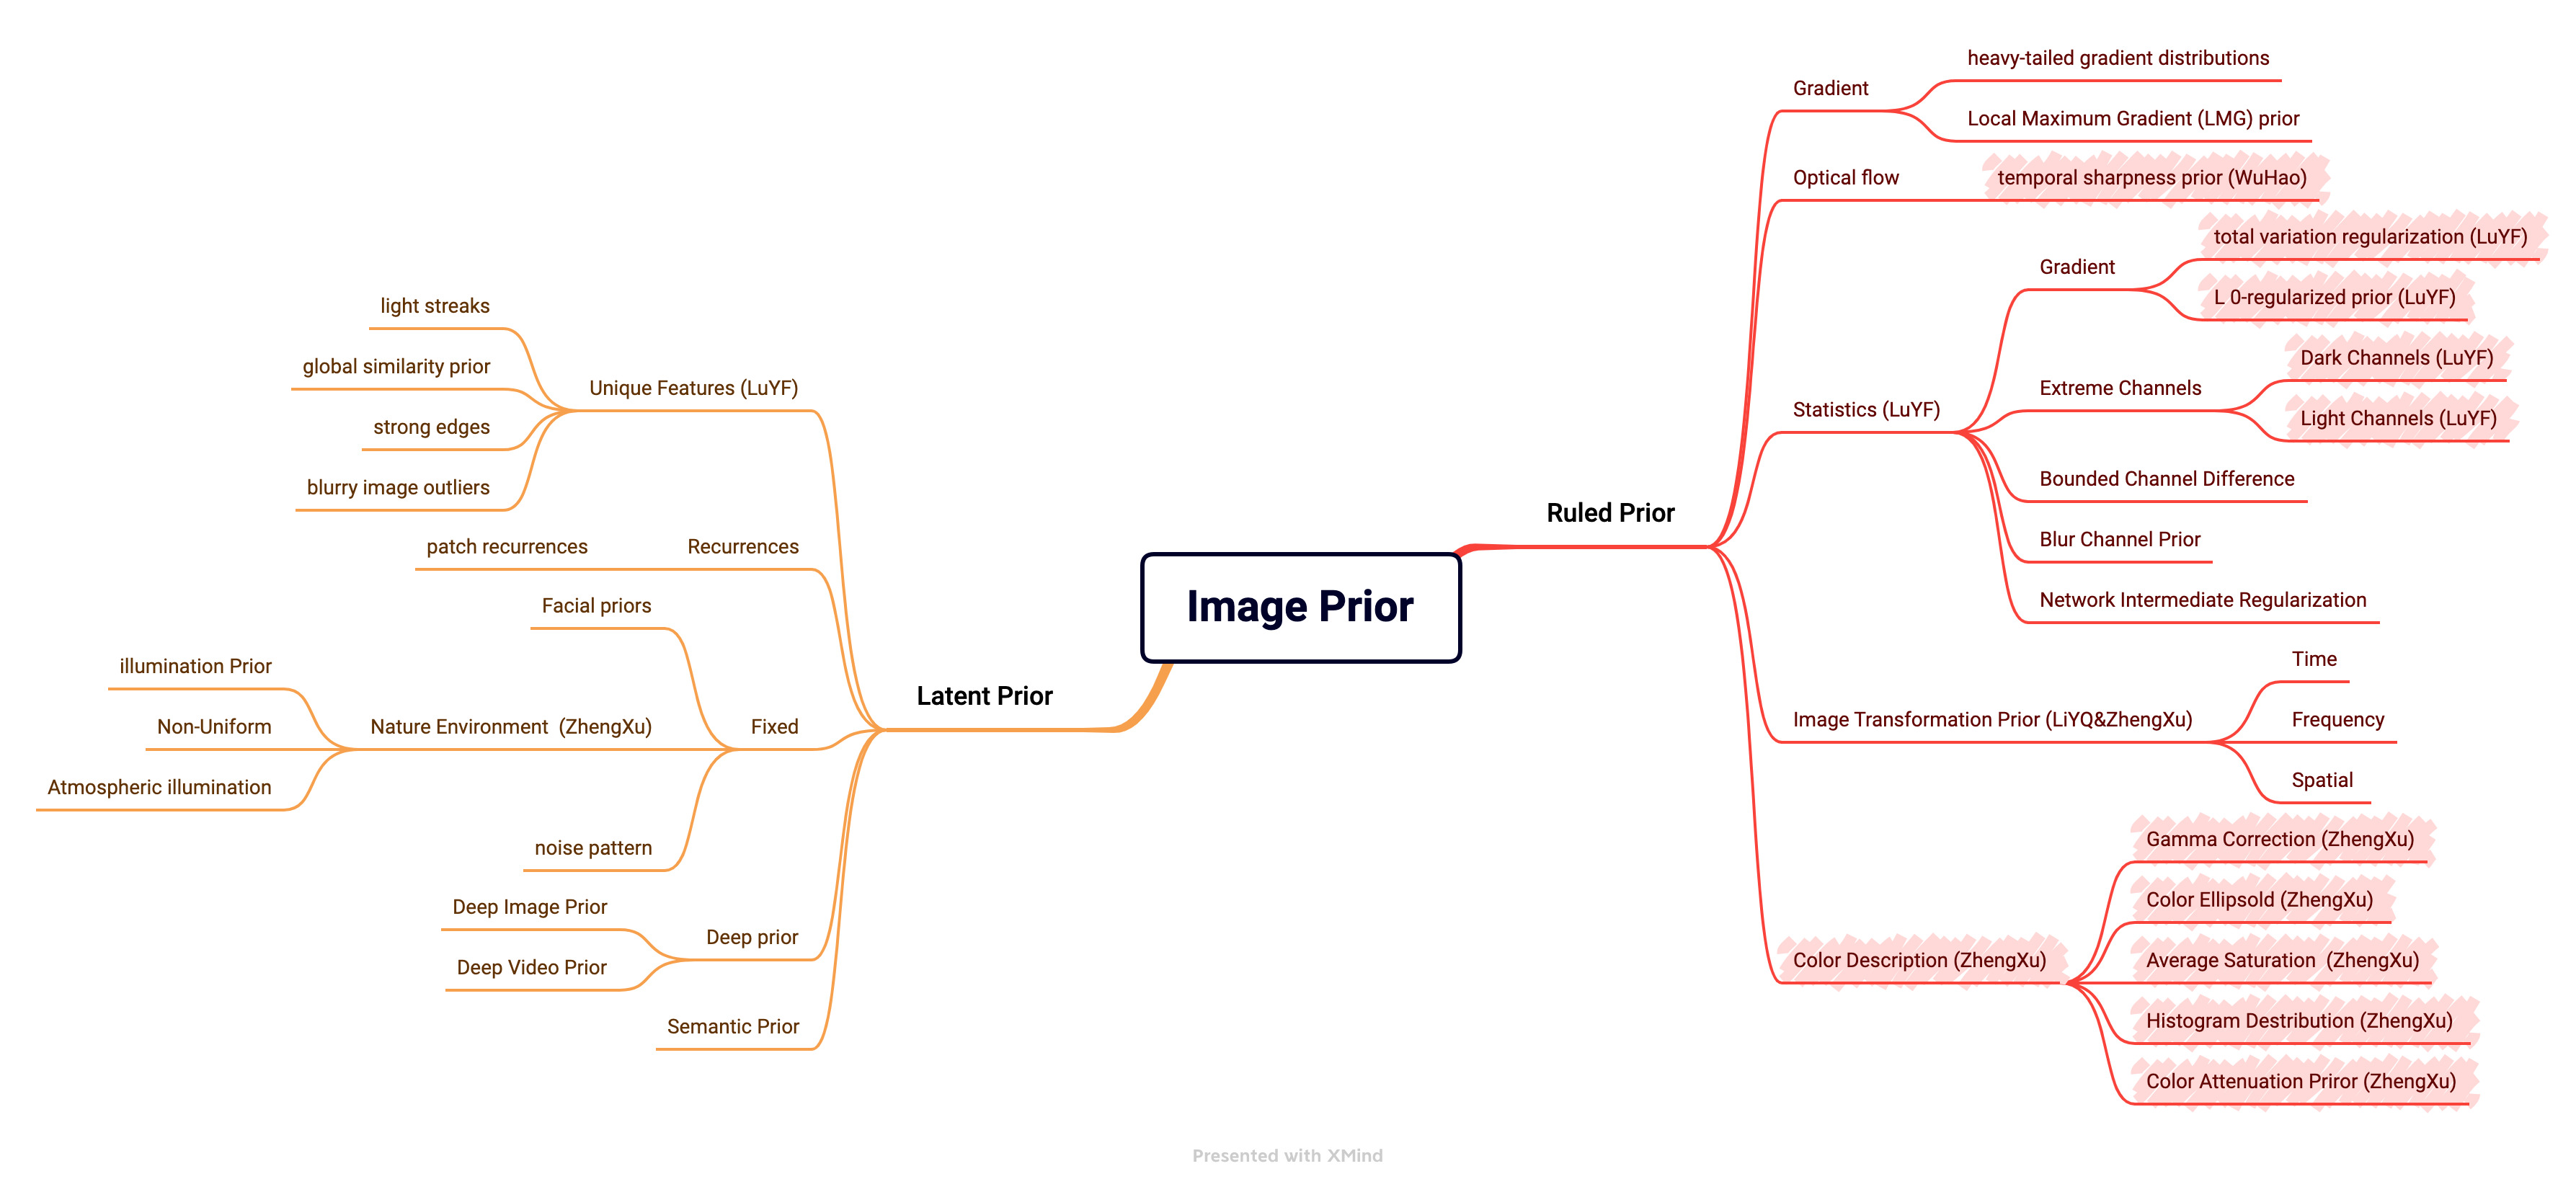 Image Prior
Ruled Prior
Gradient
heavy-tailed gradient distributions
Local Maximum Gradient (LMG) prior
Optical flow
temporal sharpness prior (WuHao)
Statistics (LuYF)
Gradient
total variation regularization (LuYF)
L 0-regularized prior (LuYF)
Extreme Channels
Dark Channels (LuYF)
Light Channels (LuYF)
Bounded Channel Difference
Blur Channel Prior
Network Intermediate Regularization
Image Transformation Prior (LiYQ&ZhengXu)
Time
Frequency
Spatial
Color Description (ZhengXu)
Gamma Correction (ZhengXu)
Color Ellipsold (ZhengXu)
Average Saturation (ZhengXu)
Histogram Destribution (ZhengXu)
Color Attenuation Priror (ZhengXu)
Latent Prior
Unique Features (LuYF)
light streaks
global similarity prior
strong edges
blurry image outliers
Recurrences
patch recurrences
Fixed
Facial priors
Nature Environment (ZhengXu)
illumination Prior
Non-Uniform
Atmospheric illumination
noise pattern
Deep prior
Deep Image Prior
Deep Video Prior
Semantic Prior
Presented with XMind